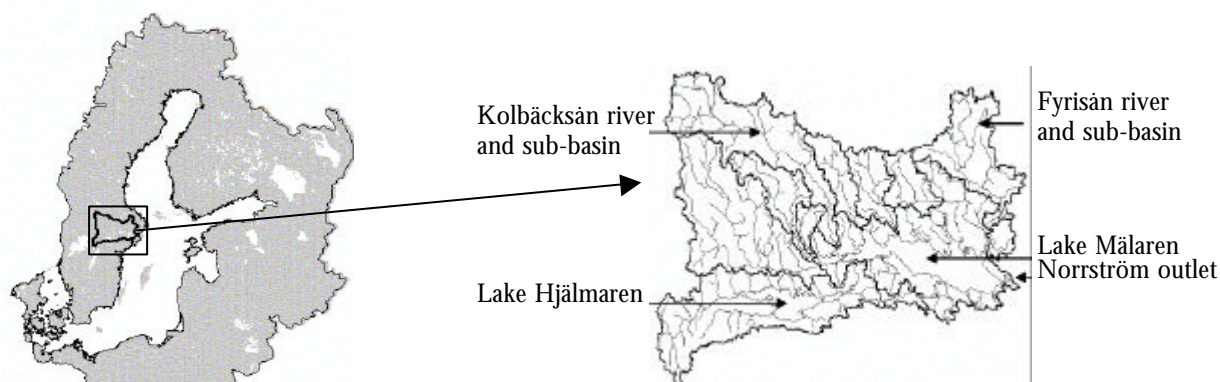 Kolbäcksån river
and sub-basin
Fyrisån river
and sub-basin
Lake Hjälmaren
Lake Mälaren
Norrström outlet